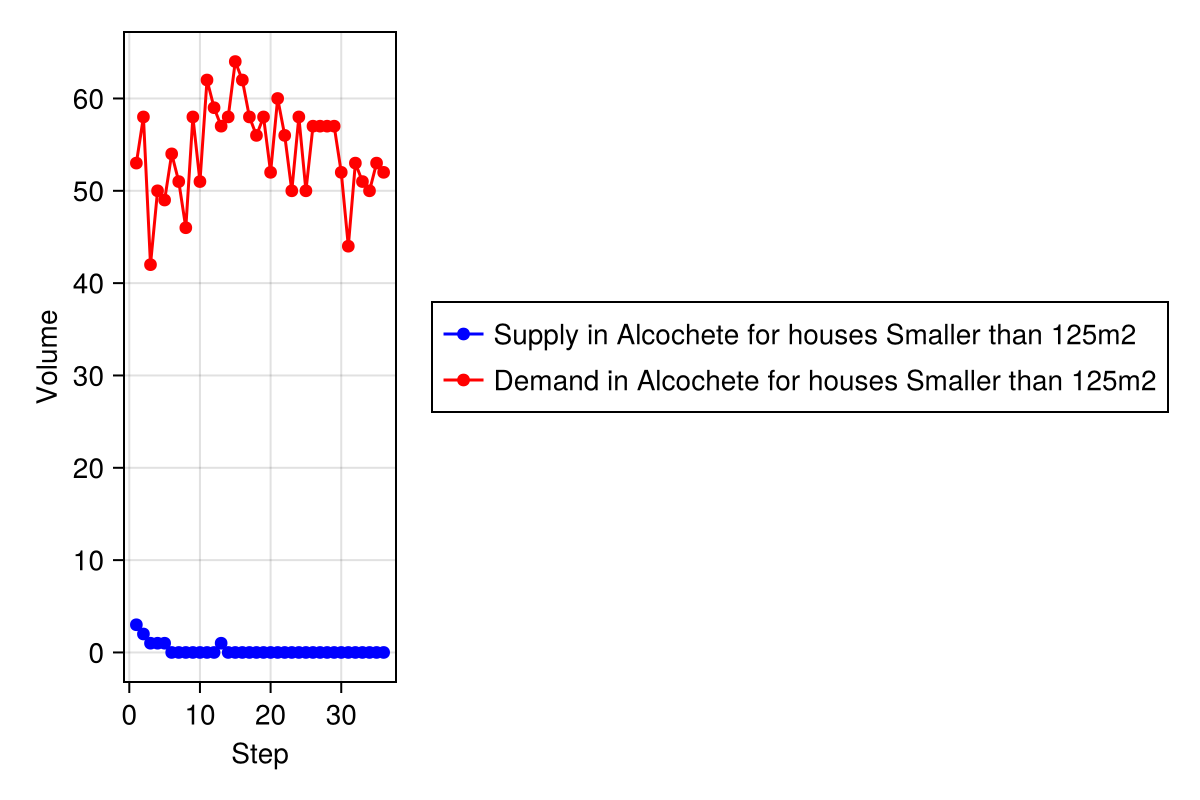 60
50
40
30
20
10
0
Volume
0 10 20 30
Step
Supply in Alcochete for houses Smaller than 125m2
Demand in Alcochete for houses Smaller than 125m2